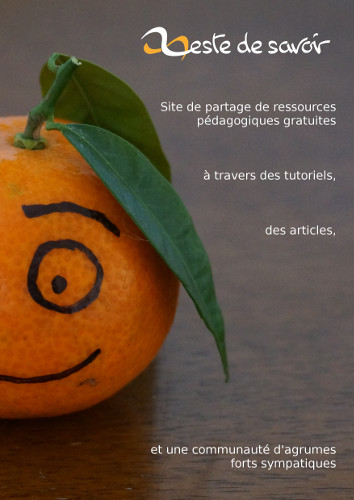 Zeste de savoir
Site de partage de ressources
pédagogiques gratuites
à travers des tutoriels,
des articles,
et une communauté d'agrumes
forts sympatiques